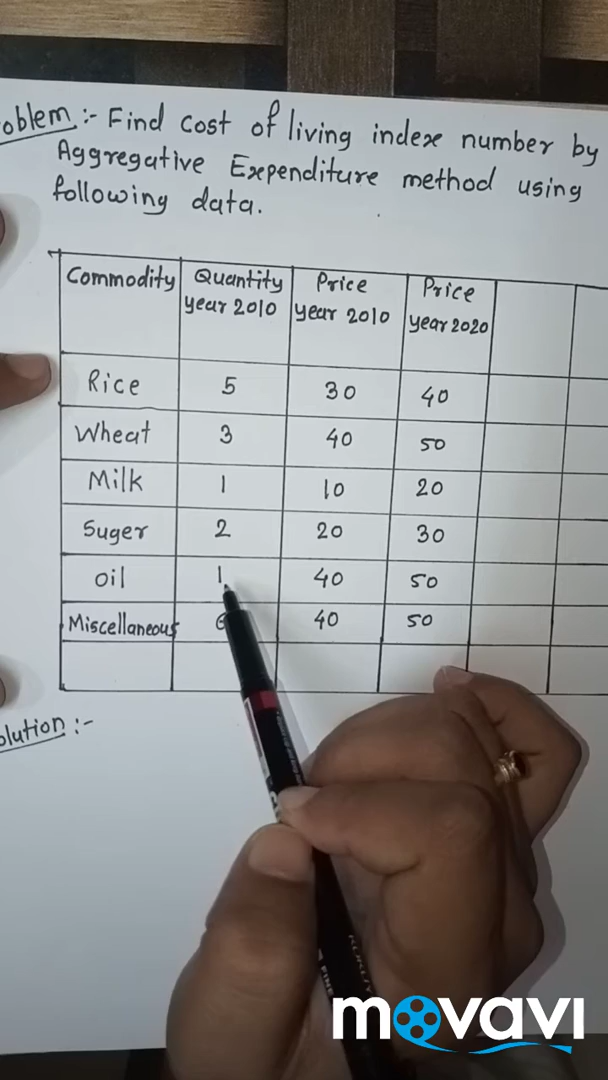 oblem :- Find cost of living index number by
Aggregative Expenditure method using
following data.
Commodity Quantity year 2010 Price year 2010 Price year 2020
Rice 5 30 40
Wheat 3 40 50
Milk 1 10 20
Suger 2 20 30
Oil 1 40 50
Miscellaneous 40 50
olution :-
movavi